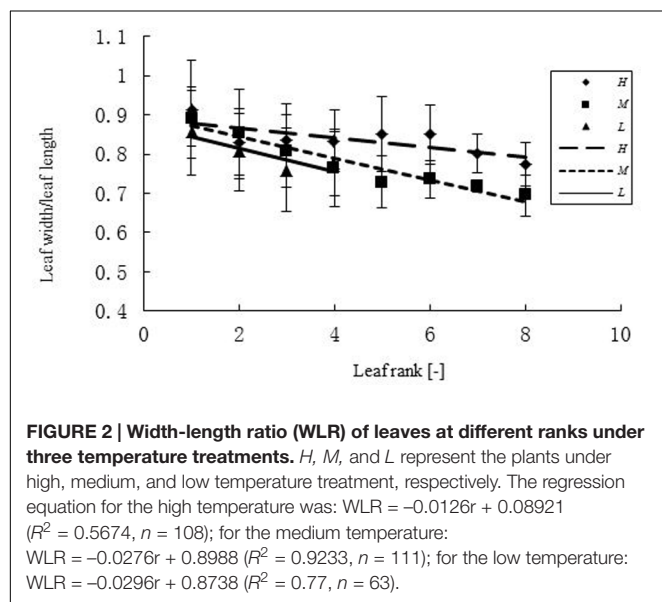 1.1
1
0.9
0.8
0.7
0.6
0.5
0.4
0
2
4
6
8
10
Leaf width/leaf length
Leaf rank [-]
H
M
L
H
M
L
FIGURE 2 | Width-length ratio (WLR) of leaves at different ranks under
three temperature treatments. H, M, and L represent the plants under
high, medium, and low temperature treatment, respectively. The regression
equation for the high temperature was: WLR = –0.0126r + 0.08921
(R² = 0.5674, n = 108); for the medium temperature:
WLR = –0.0276r + 0.8988 (R² = 0.9233, n = 111); for the low temperature:
WLR = –0.0296r + 0.8738 (R² = 0.77, n = 63).